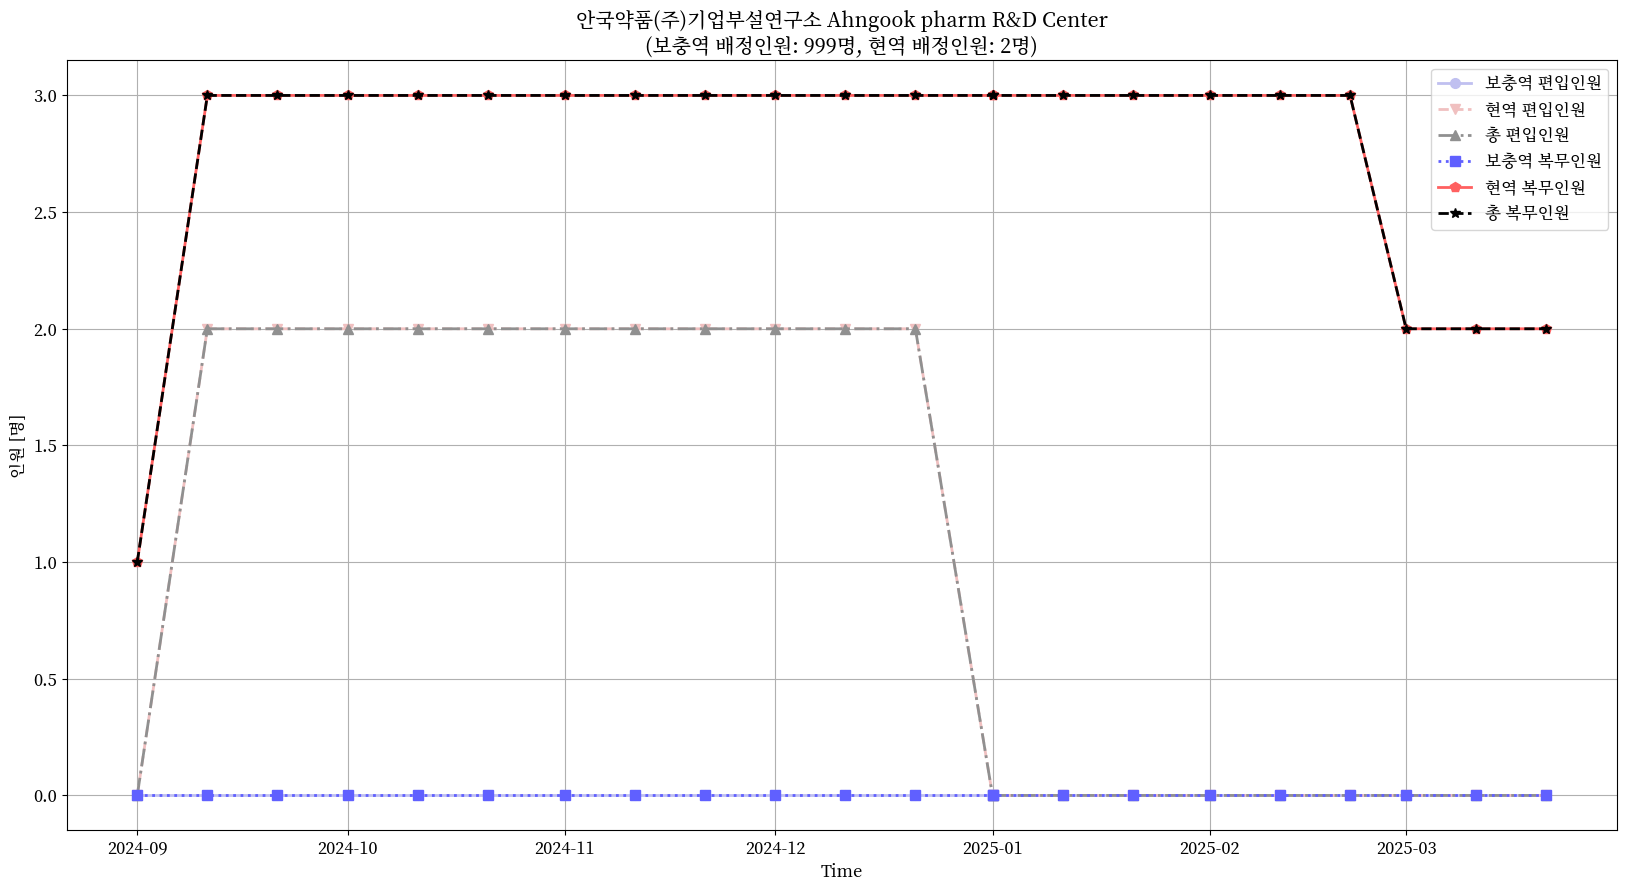 안국약품(주)기업부설연구소 Ahngook pharm R&D Center
(보충역 배정인원: 999명, 현역 배정인원: 2명)
보충역 편입인원
현역 편입인원
총 편입인원
보충역 복무인원
현역 복무인원
총 복무인원
3.0
2.5
2.0
1.5
1.0
0.5
0.0
인원 [명]
2024-09 2024-10 2024-11 2024-12 2025-01 2025-02 2025-03
Time